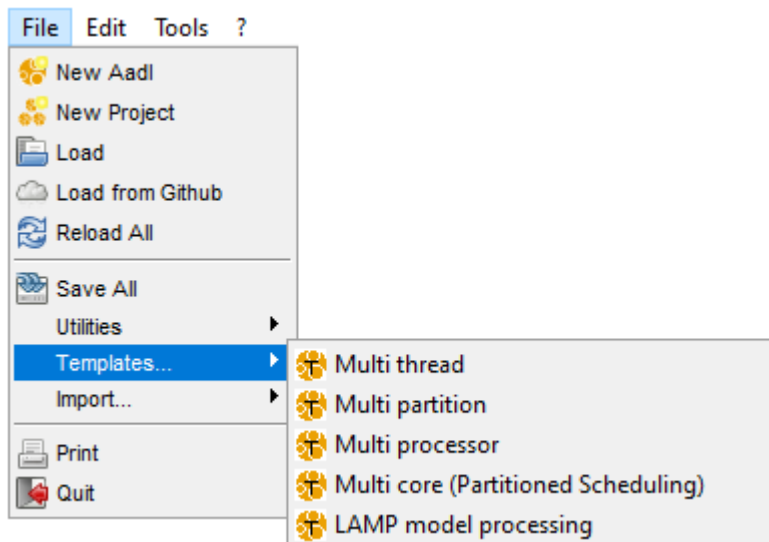 File Edit Tools ?
New Aadl
New Project
Load
Load from Github
Reload All
Save All
Utilities
Templates...
Import...
Print
Quit
Multi thread
Multi partition
Multi processor
Multi core (Partitioned Scheduling)
LAMP model processing